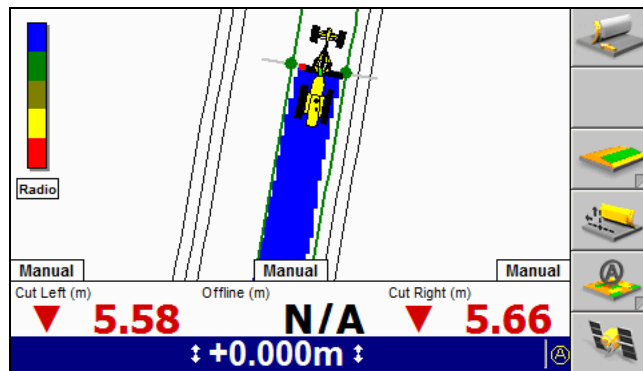 Radio
Manual Manual Manual
Cut Left (m) Offline (m) Cut Right (m)
▼ 5.58 N/A ▼ 5.66
↕ +0.000m ↕ A
A